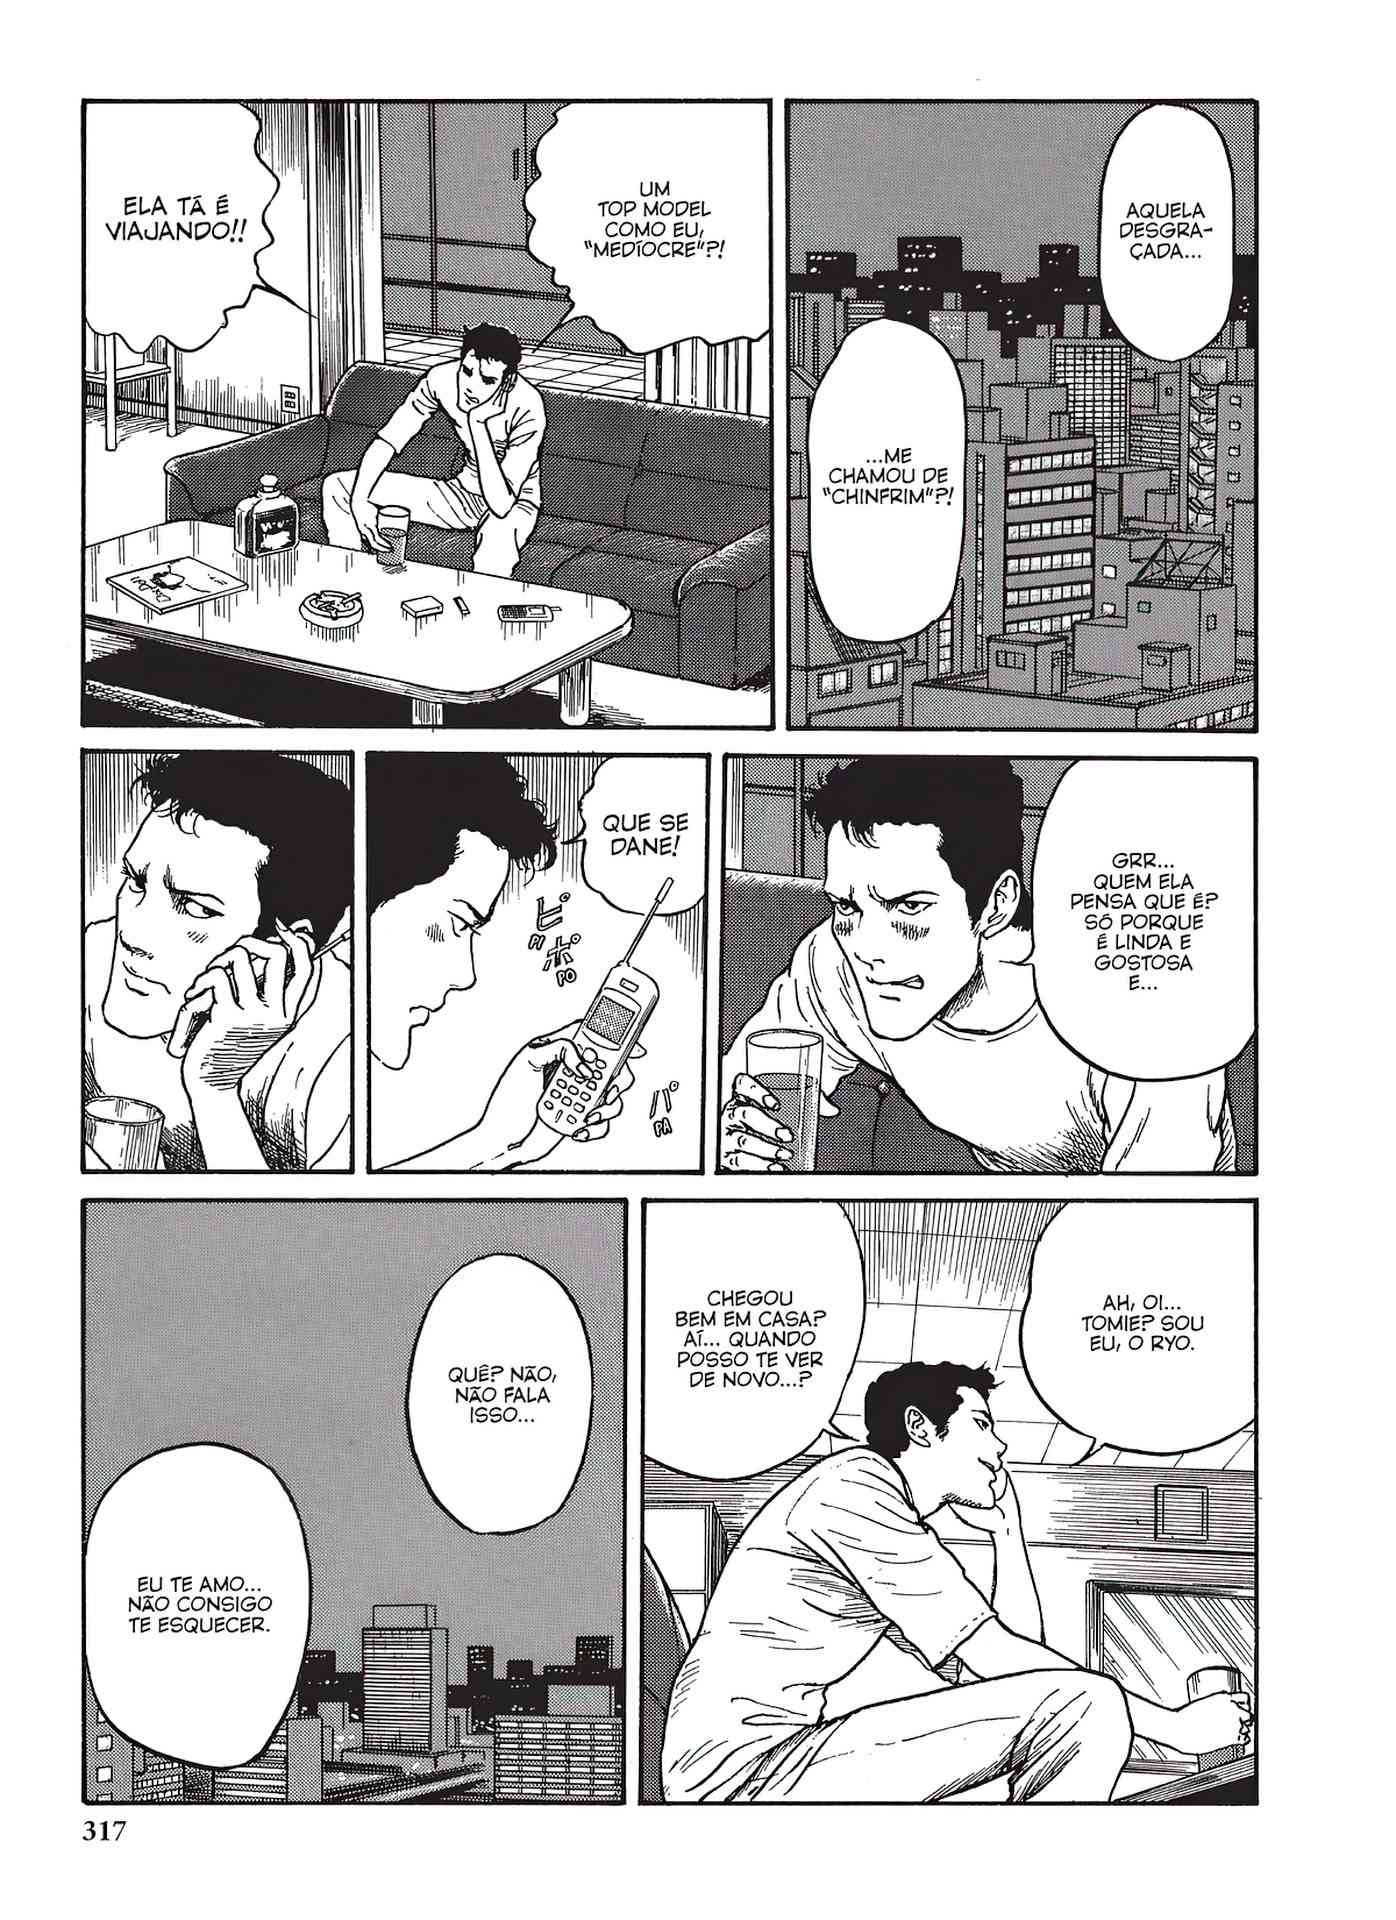 AQUELA
DESGRA-
ÇADA...
...ME
CHAMOU DE
"CHINFRIM"?!
UM
TOP MODEL
COMO EU,
"MEDÍOCRE"?!
ELA TÁ É
VIAJANDO!!
GRR...
QUEM ELA
PENSA QUE É?
SÓ PORQUE
É LINDA E
GOSTOSA
E...
QUE SE
DANE!
ピ
PI
ポ
PO
パ
PA
AH, OI...
TOMIE? SOU
EU, O RYO.
CHEGOU
BEM EM CASA?
AÍ... QUANDO
POSSO TE VER
DE NOVO...?
QUÊ? NÃO,
NÃO FALA
ISSO...
EU TE AMO...
NÃO CONSIGO
TE ESQUECER.
317